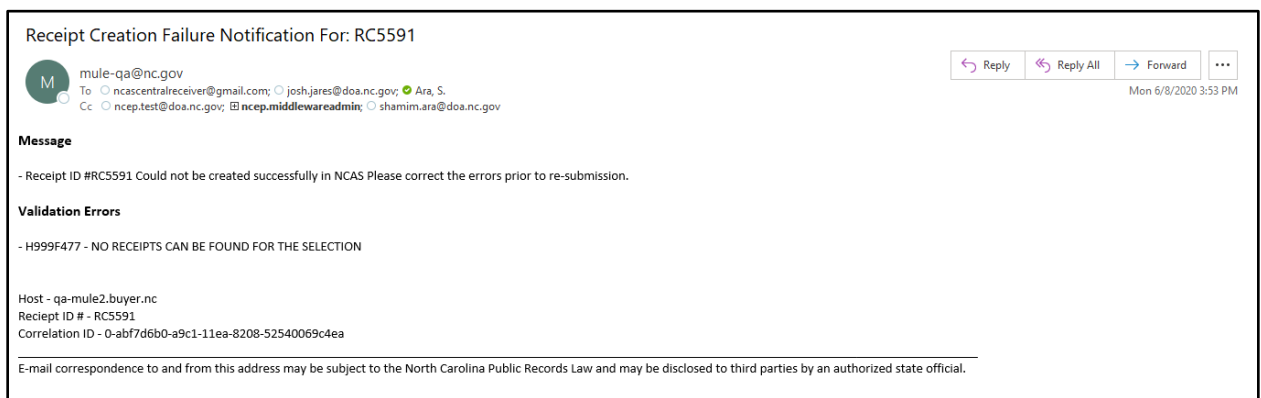 Receipt Creation Failure Notification For: RC5591
M
mule-qa@nc.gov
To ncascentralreceiver@gmail.com; josh.jares@doa.nc.gov; Ara, S.
Cc ncep.test@doa.nc.gov; ncep.middlewareadmin; shamim.ara@doa.nc.gov
Reply
Reply All
Forward
...
Mon 6/8/2020 3:53 PM
Message
- Receipt ID #RC5591 Could not be created successfully in NCAS Please correct the errors prior to re-submission.
Validation Errors
- H999F477 - NO RECEIPTS CAN BE FOUND FOR THE SELECTION
Host - qa-mule2.buyer.nc
Reciept ID # - RC5591
Correlation ID - 0-abf7d6b0-a9c1-11ea-8208-52540069c4ea
E-mail correspondence to and from this address may be subject to the North Carolina Public Records Law and may be disclosed to third parties by an authorized state official.